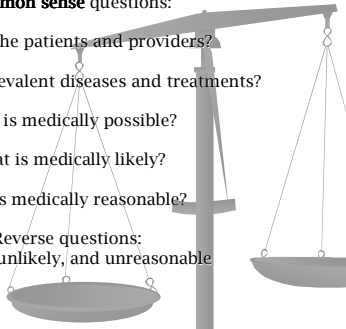 mon sense questions:
he patients and providers?
evalent diseases and treatments?
is medically possible?
at is medically likely?
s medically reasonable?
Reverse questions:
unlikely, and unreasonable